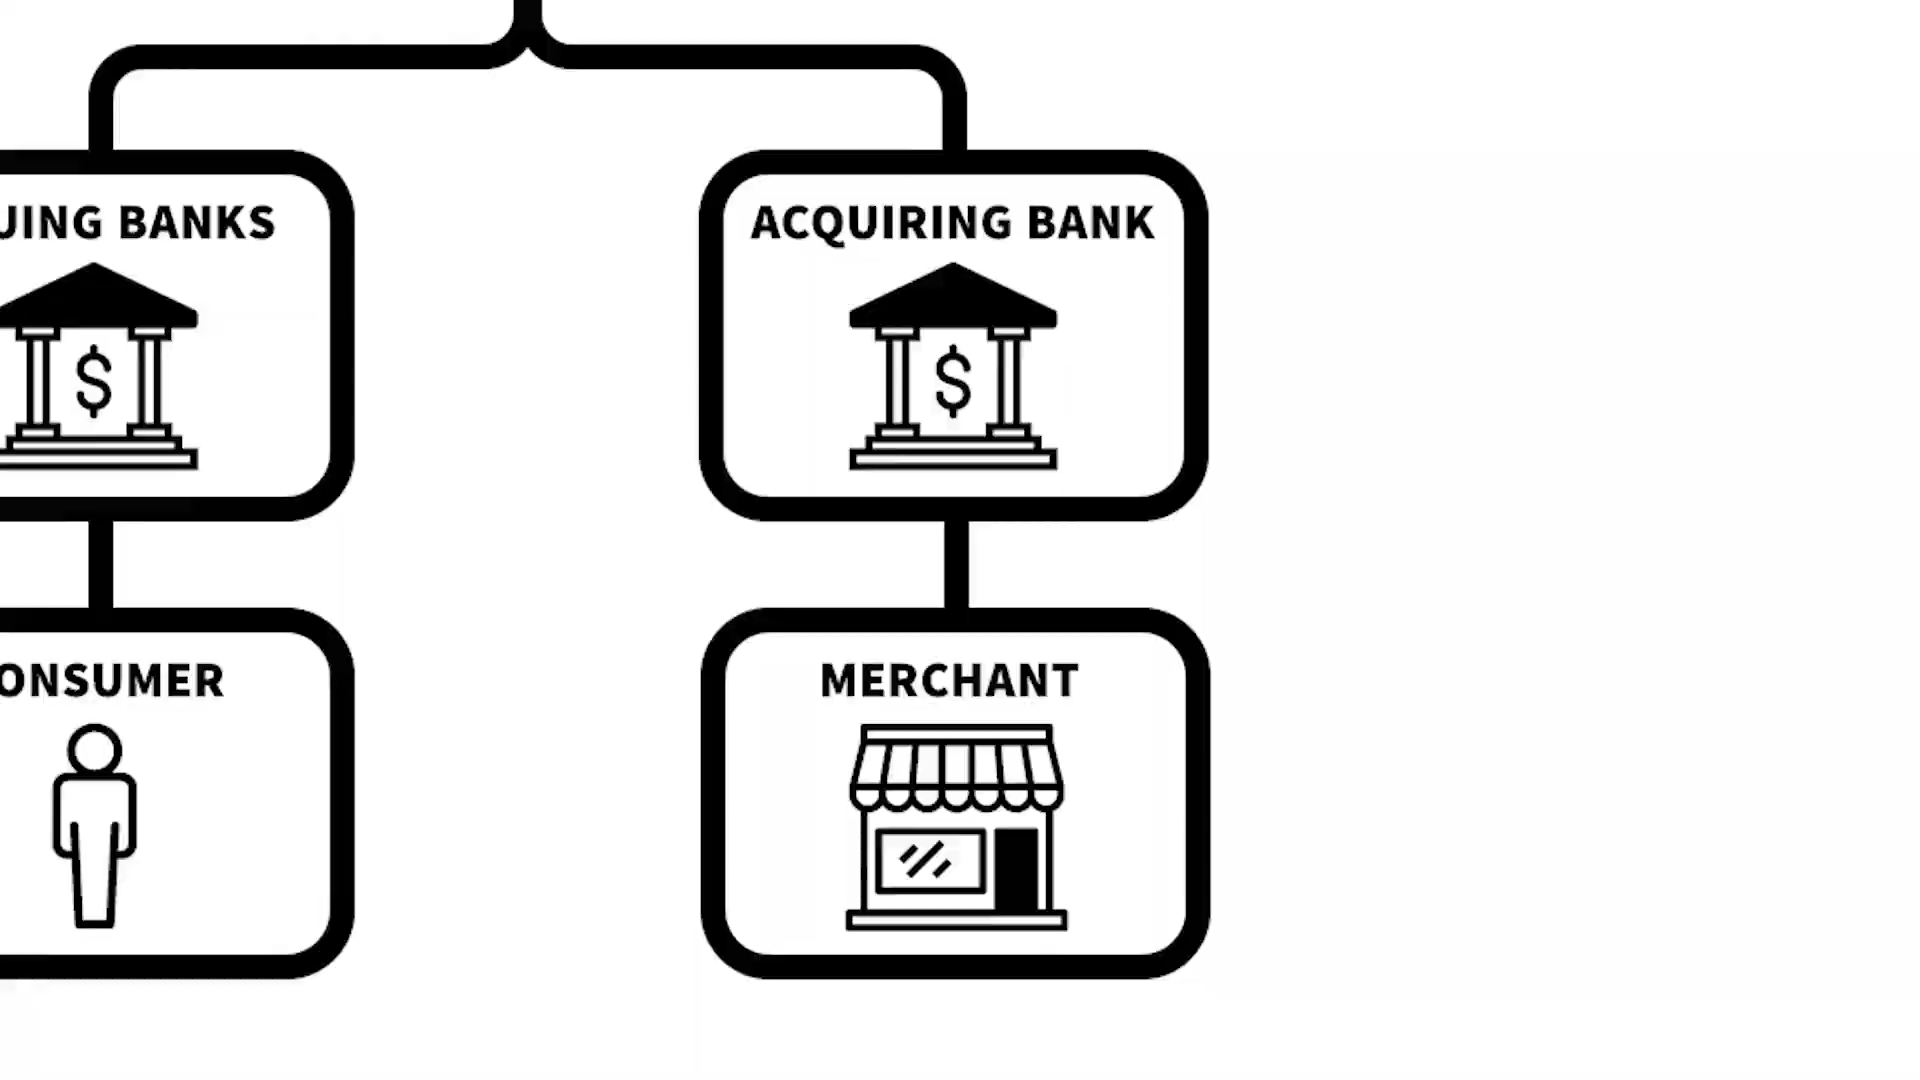 UING BANKS
ACQUIRING BANK
$
$
ONSUMER
MERCHANT